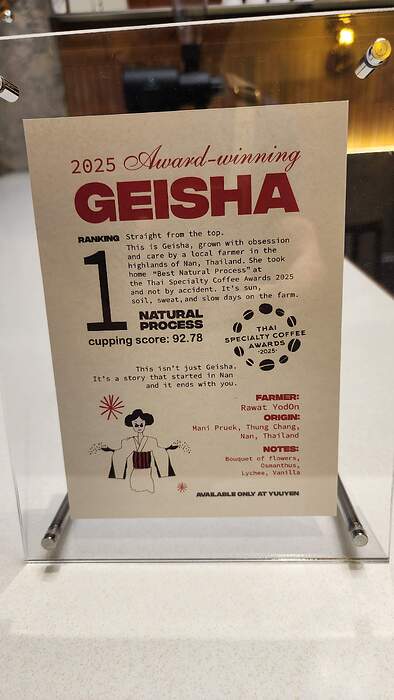 2025 Award-winning
GEISHA
RANKING
1
Straight from the top.
This is Geisha, grown with obsession
and care by a local farmer in the
highlands of Nan, Thailand. She took
home "Best Natural Process" at
the Thai Specialty Coffee Awards 2025
and not by accident. It's sun,
soil, sweat, and slow days on the farm.
NATURAL
PROCESS
cupping score: 92.78
THAI
SPECIALTY COFFEE
AWARDS
·2025·
This isn't just Geisha.
It's a story that started in Nan
and it ends with you.
FARMER:
Rawat YodOn
ORIGIN:
Mani Pruek, Thung Chang,
Nan, Thailand
NOTES:
Bouquet of flowers,
Osmanthus,
Lychee, Vanilla
AVAILABLE ONLY AT YUUYEN